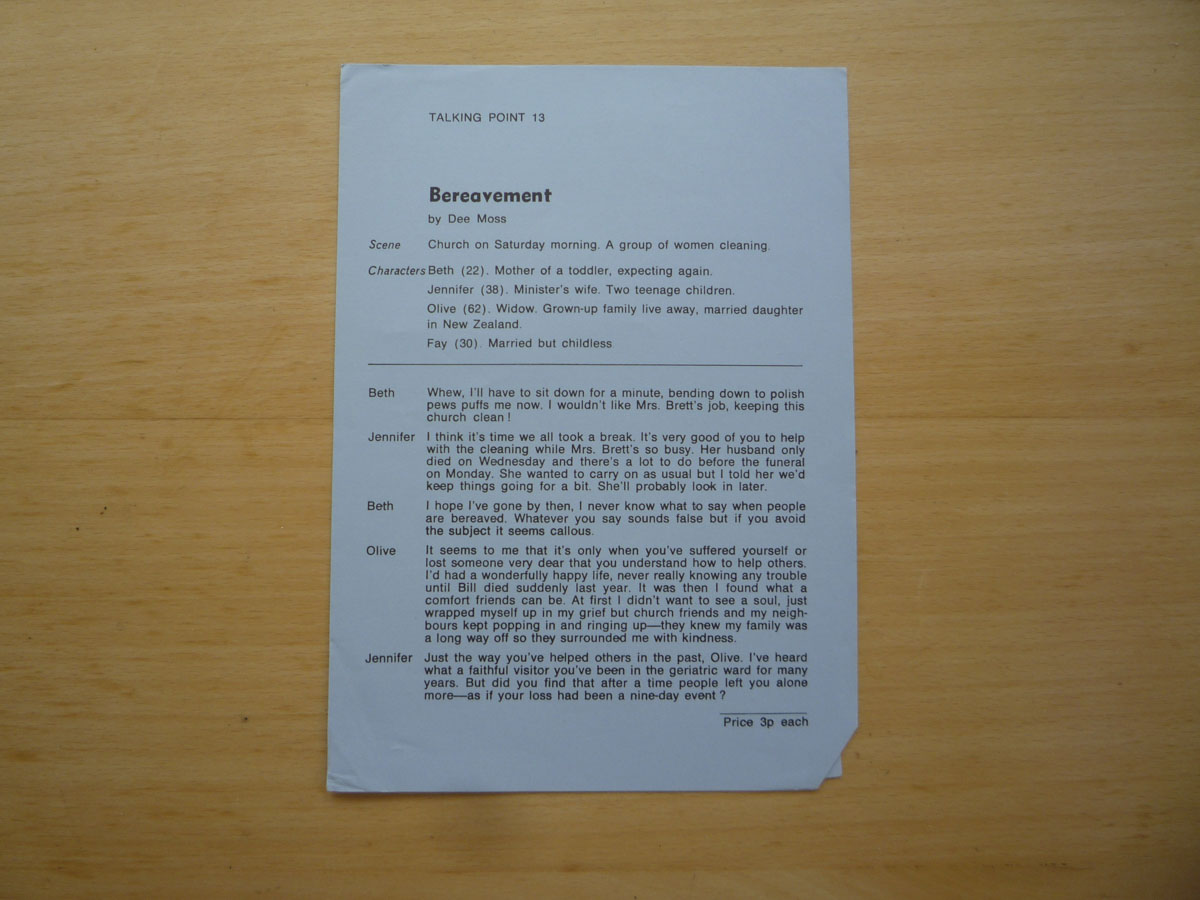 TALKING POINT 13
Bereavement
by Dee Moss
Scene Church on Saturday morning. A group of women cleaning.
Characters Beth (22). Mother of a toddler, expecting again.
Jennifer (38). Minister's wife. Two teenage children.
Olive (62). Widow. Grown-up family live away, married daughter
in New Zealand.
Fay (30). Married but childless
Beth Whew, I'll have to sit down for a minute, bending down to polish
pews puffs me now. I wouldn't like Mrs. Brett's job, keeping this
church clean!
Jennifer I think it's time we all took a break. It's very good of you to help
with the cleaning while Mrs. Brett's so busy. Her husband only
died on Wednesday and there's a lot to do before the funeral
on Monday. She wanted to carry on as usual but I told her we'd
keep things going for a bit. She'll probably look in later.
Beth I hope I've gone by then, I never know what to say when people
are bereaved. Whatever you say sounds false but if you avoid
the subject it seems callous.
Olive It seems to me that it's only when you've suffered yourself or
lost someone very dear that you understand how to help others.
I'd had a wonderfully happy life, never really knowing any trouble
until Bill died suddenly last year. It was then I found what a
comfort friends can be. At first I didn't want to see a soul, just
wrapped myself up in my grief but church friends and my neigh-
bours kept popping in and ringing up—they knew my family was
a long way off so they surrounded me with kindness.
Jennifer Just the way you've helped others in the past, Olive. I've heard
what a faithful visitor you've been in the geriatric ward for many
years. But did you find that after a time people left you alone
more—as if your loss had been a nine-day event?
Price 3p each